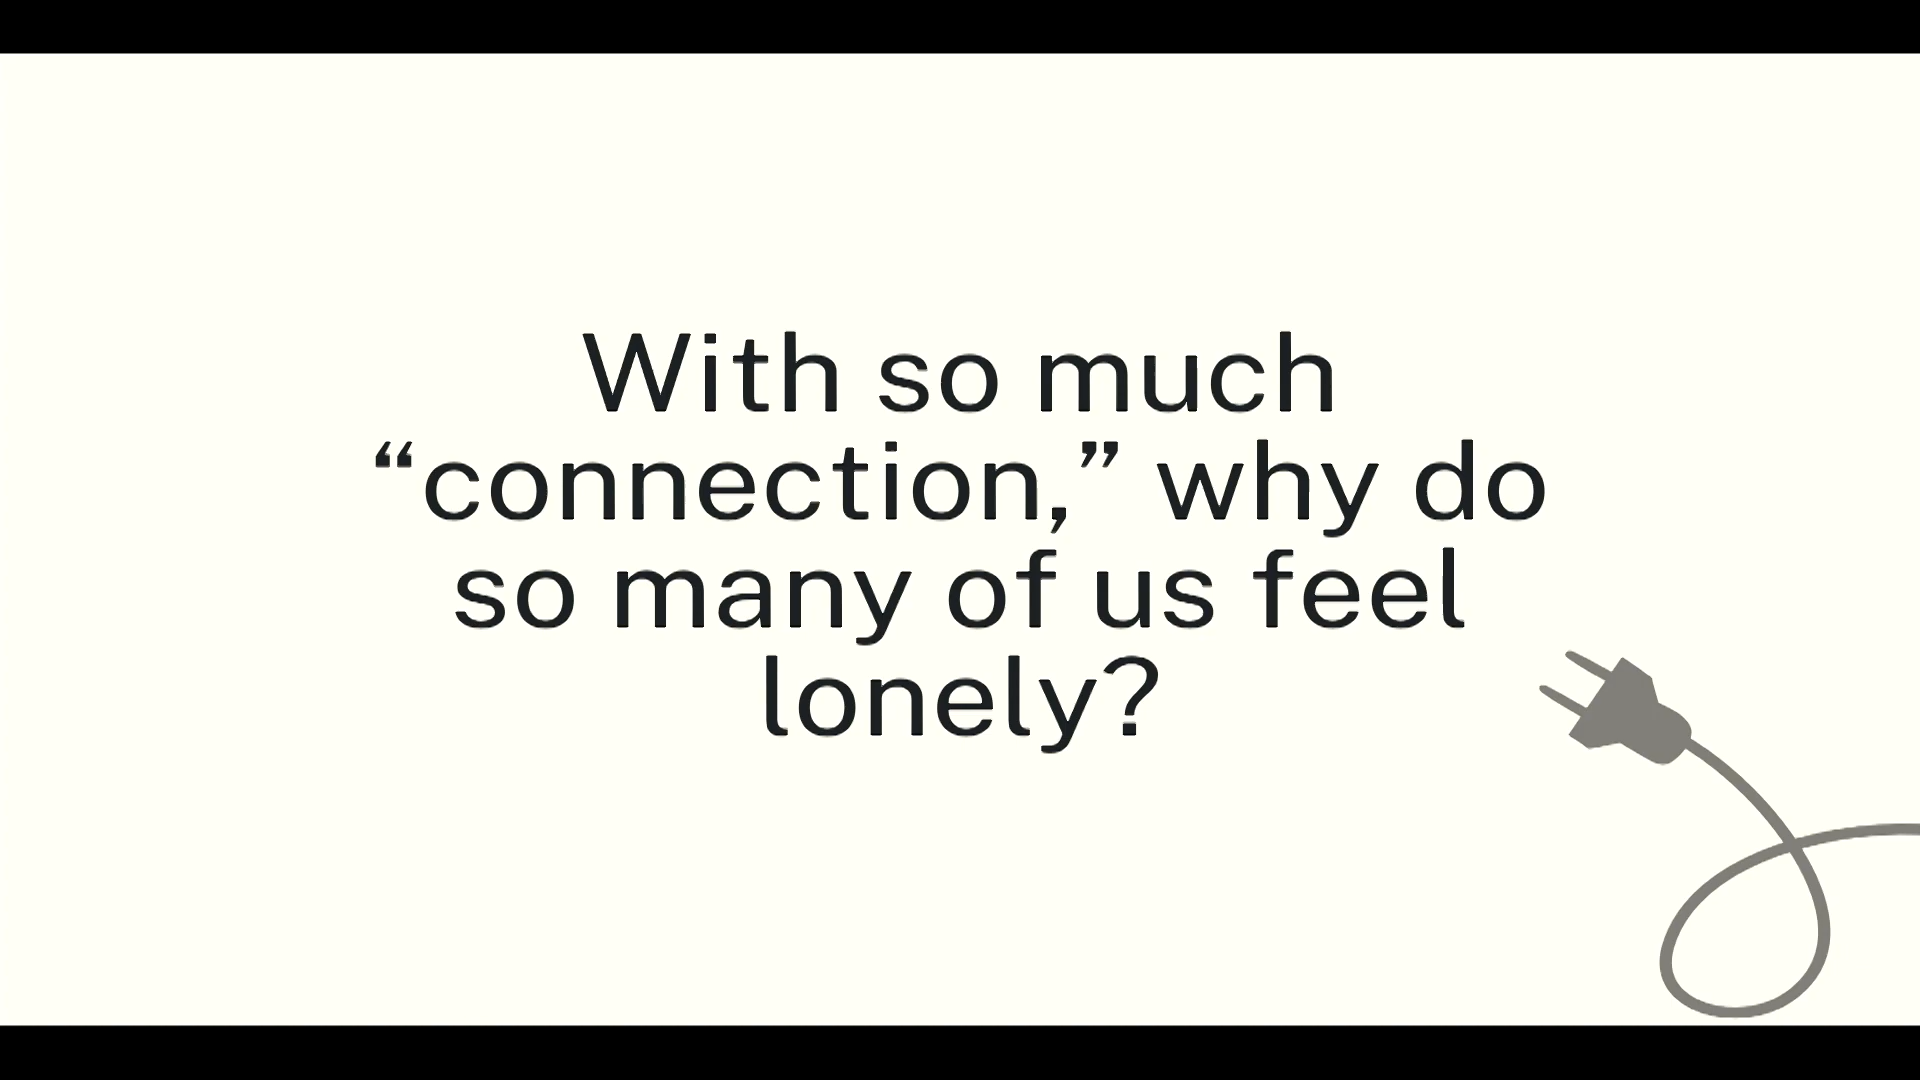 With so much
“connection,” why do
so many of us feel
lonely?